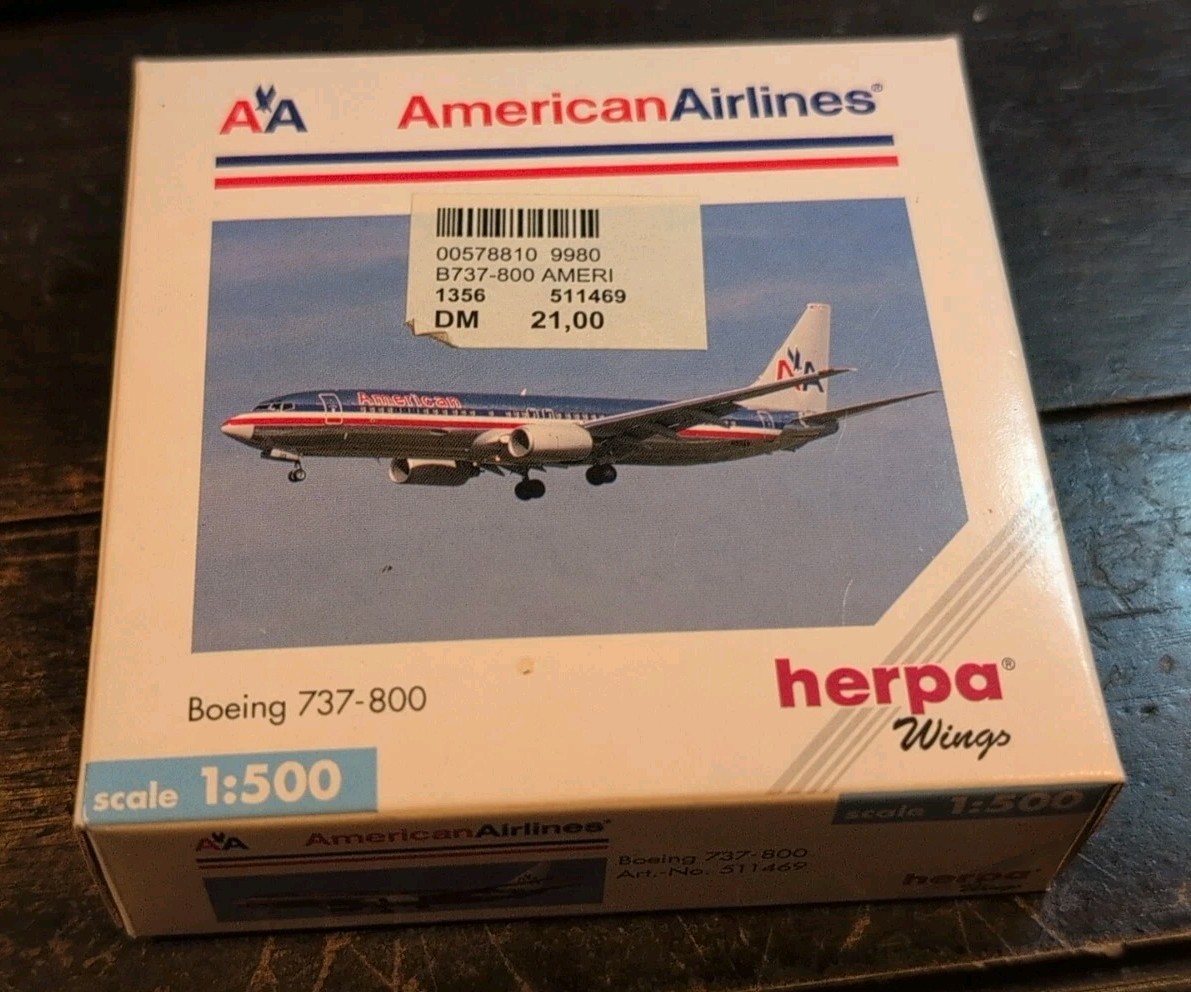 AA AmericanAirlines®
00578810 9980
B737-800 AMERI
1356 511469
DM 21,00
American
AA
Boeing 737-800
herpa®
Wings
scale 1:500
scale 1:500
AA AmericanAirlines®
Boeing 737-800
Art.-No. 511469
herpa
Wings